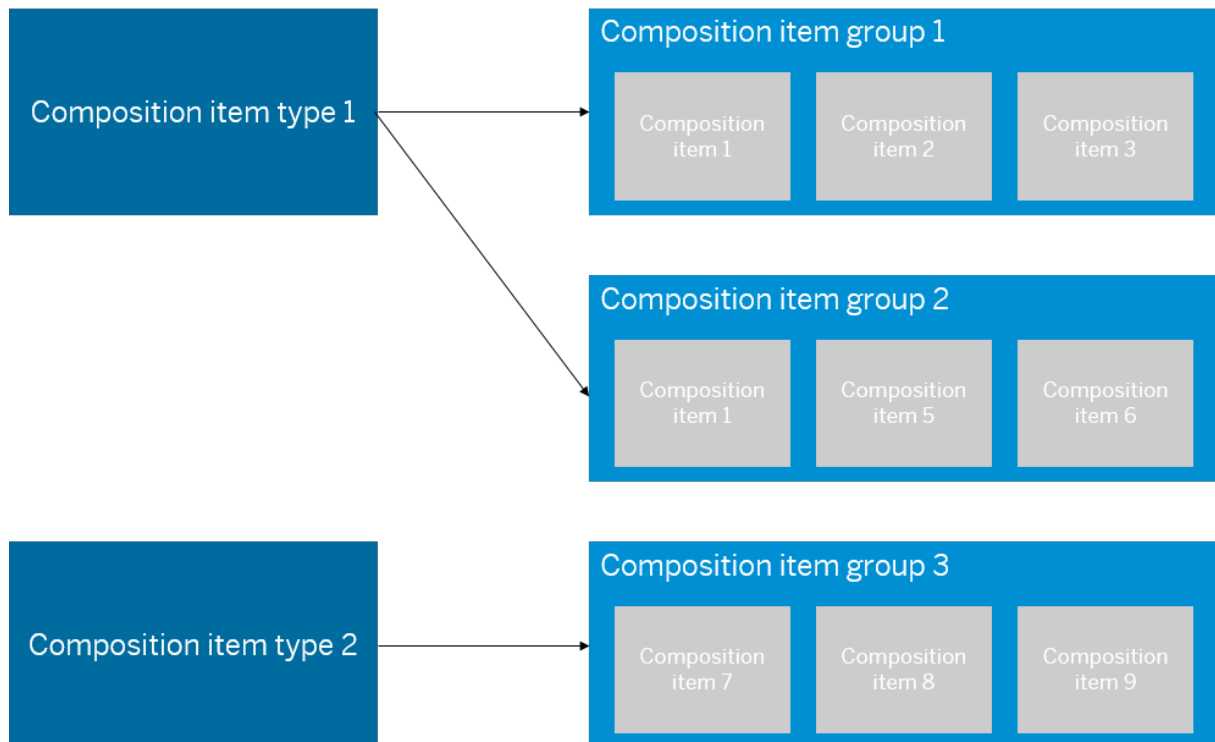 Composition item type 1
Composition item group 1
Composition
item 1
Composition
item 2
Composition
item 3
Composition item group 2
Composition
item 1
Composition
item 5
Composition
item 6
Composition item type 2
Composition item group 3
Composition
item 7
Composition
item 8
Composition
item 9